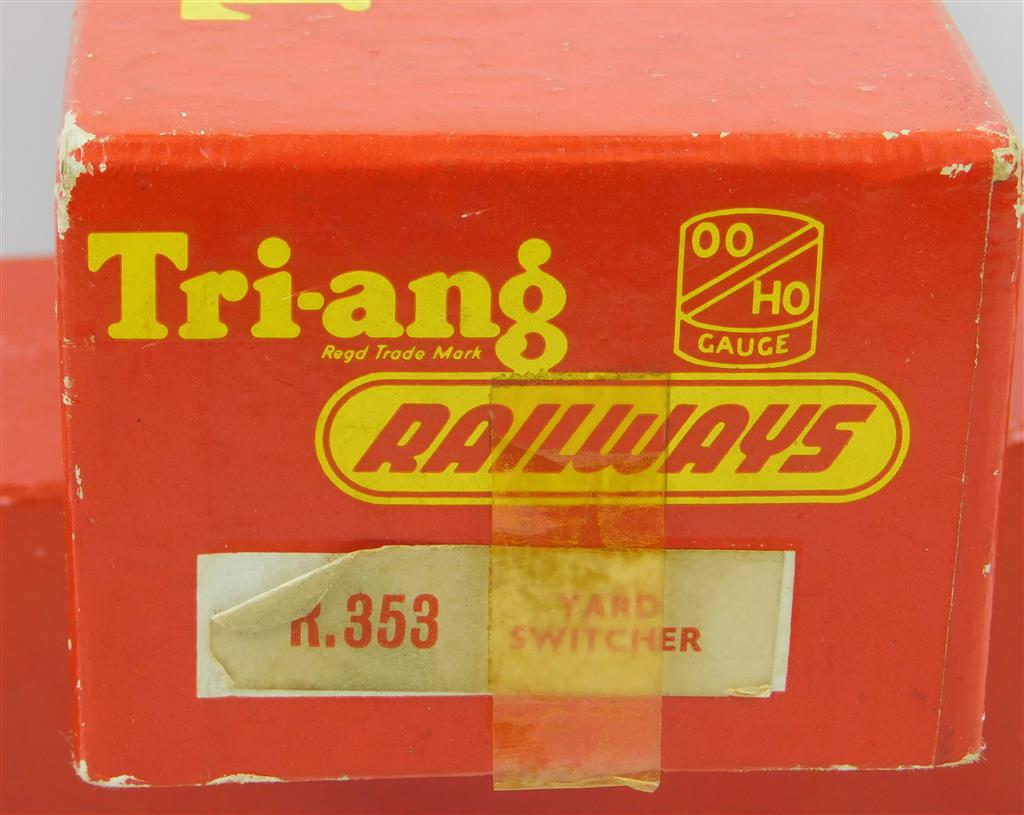 Tri-ang
Regd Trade Mark
OO
HO
GAUGE
RAILWAYS
R.353
YARD
SWITCHER